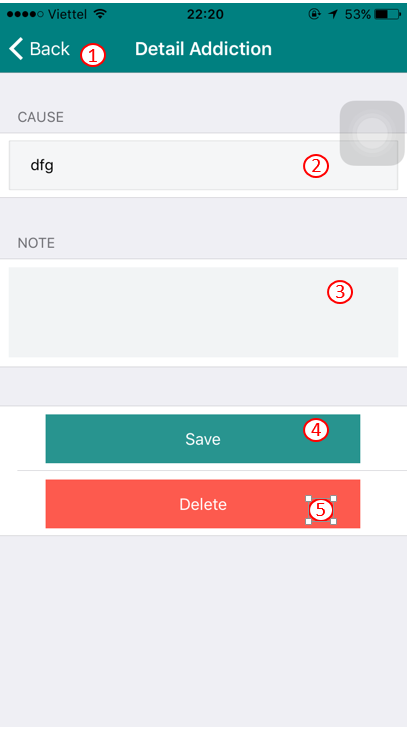 Viettel 22:20 53%
Back 1 Detail Addiction
CAUSE
dfg 2
NOTE
3
Save 4
Delete 5